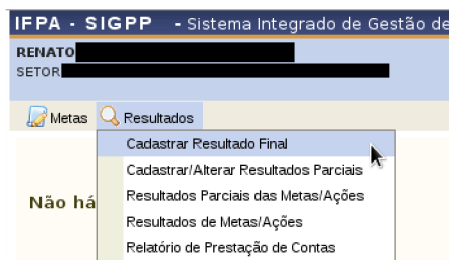 IFPA - SIGPP - Sistema Integrado de Gestão de
RENATO
SETOR
Metas Resultados
Cadastrar Resultado Final
Cadastrar/Alterar Resultados Parciais
Resultados Parciais das Metas/Ações
Não há
Resultados de Metas/Ações
Relatório de Prestação de Contas